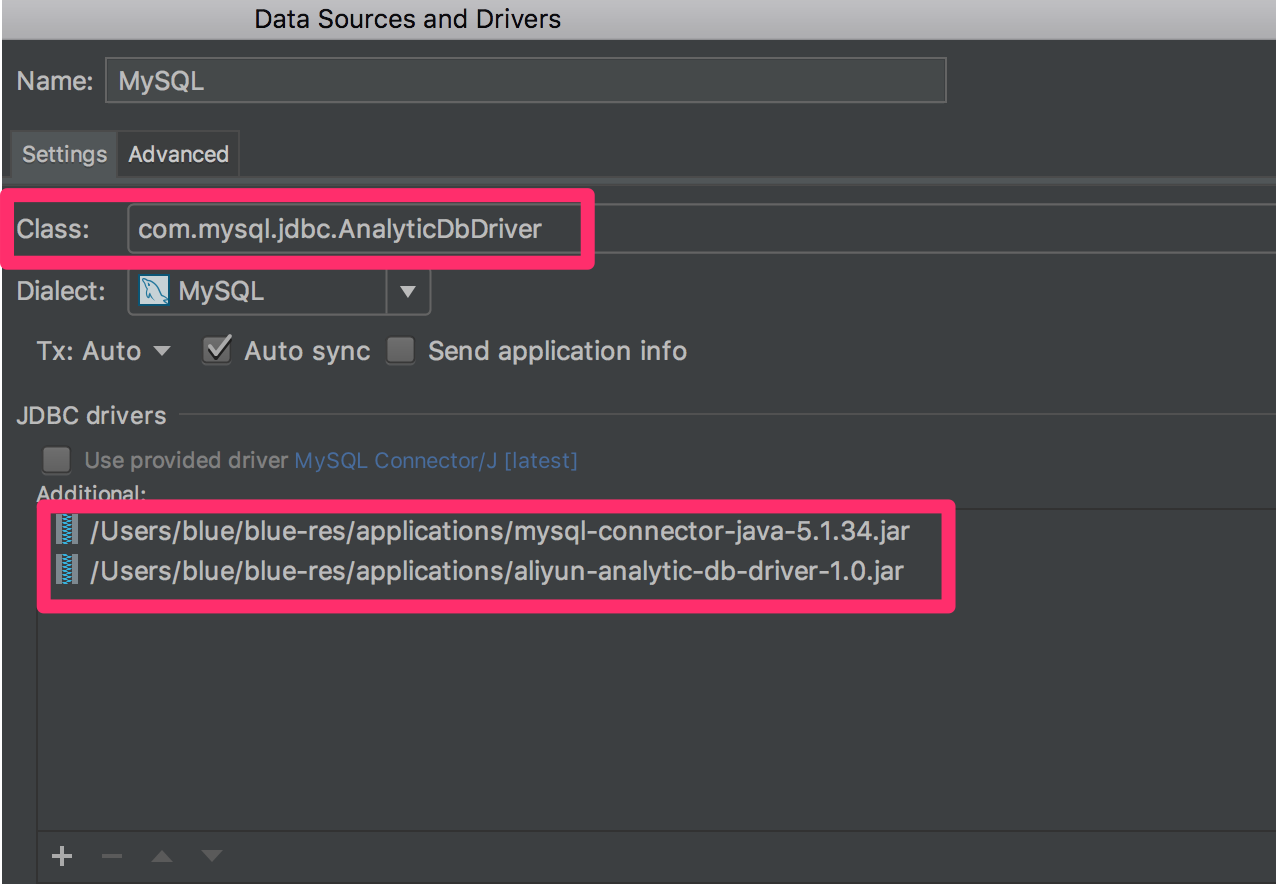 Data Sources and Drivers
Name: MySQL
Settings Advanced
Class: com.mysql.jdbc.AnalyticDbDriver
Dialect: MySQL
Tx: Auto Auto sync Send application info
JDBC drivers
Use provided driver MySQL Connector/J [latest]
Additional:
/Users/blue/blue-res/applications/mysql-connector-java-5.1.34.jar
/Users/blue/blue-res/applications/aliyun-analytic-db-driver-1.0.jar